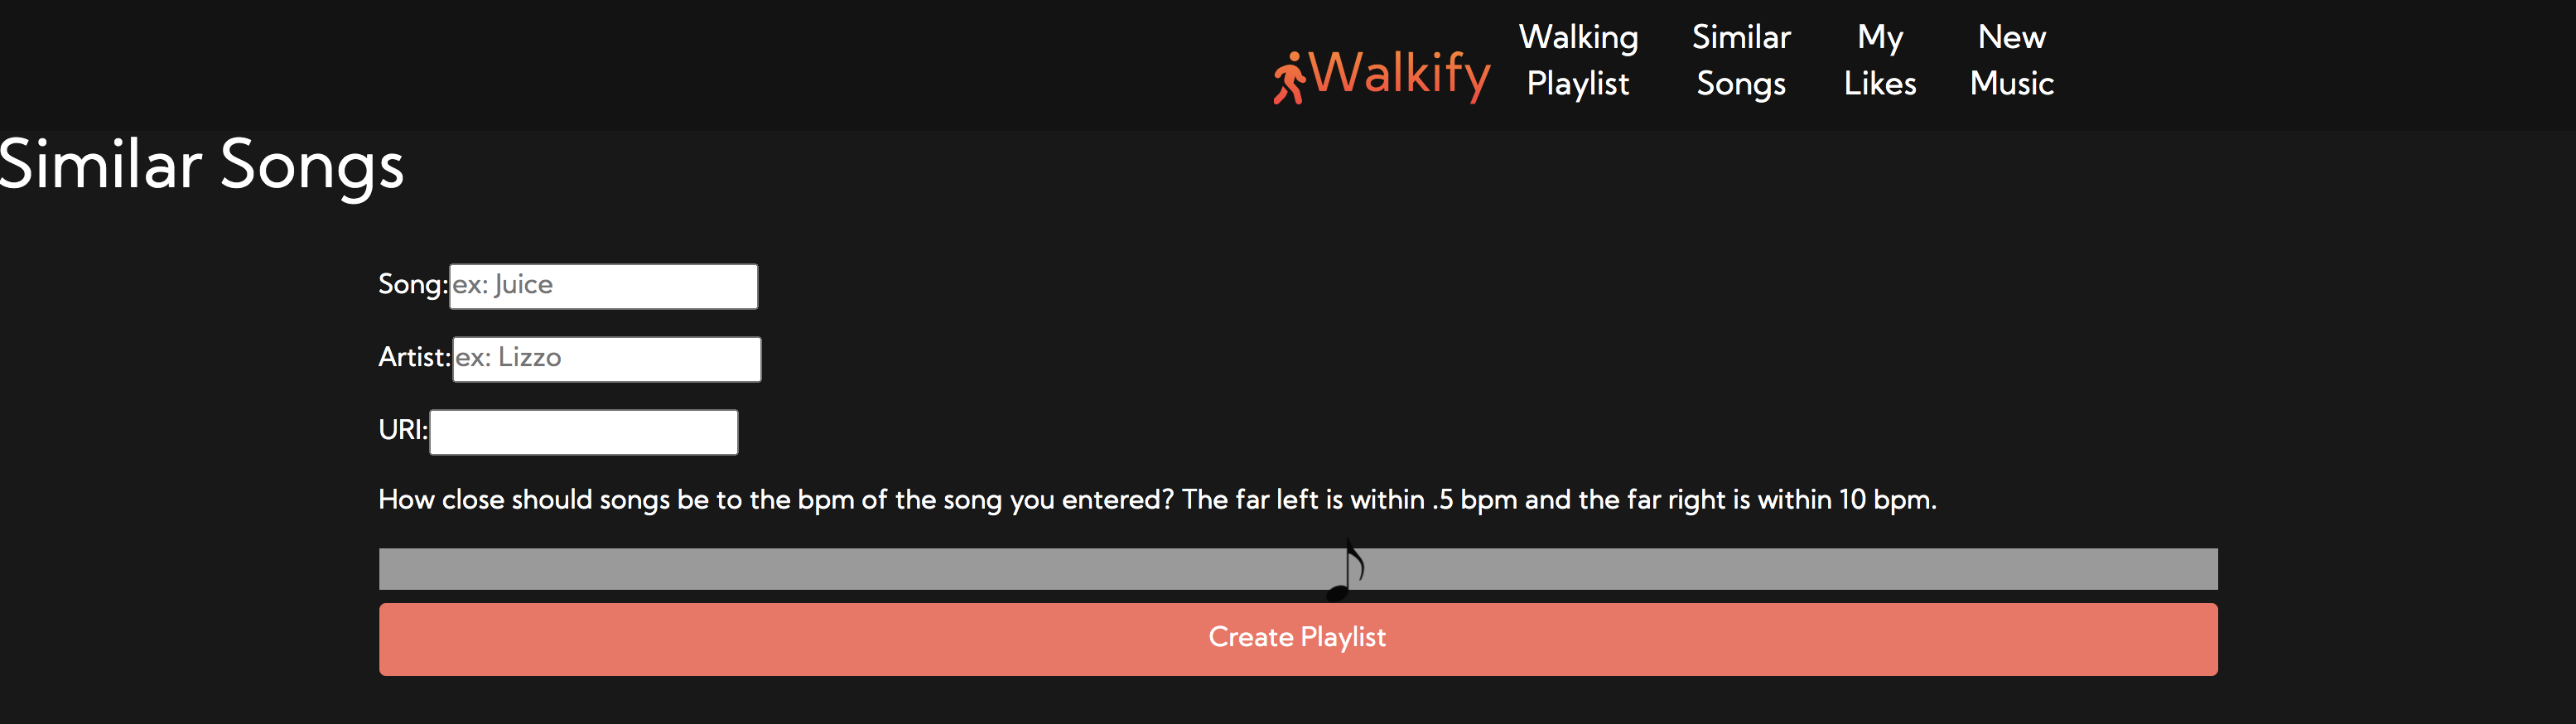 Walkify
Walking Playlist
Similar Songs
My Likes
New Music
Similar Songs
Song: ex: Juice
Artist: ex: Lizzo
URI:
How close should songs be to the bpm of the song you entered? The far left is within .5 bpm and the far right is within 10 bpm.
Create Playlist